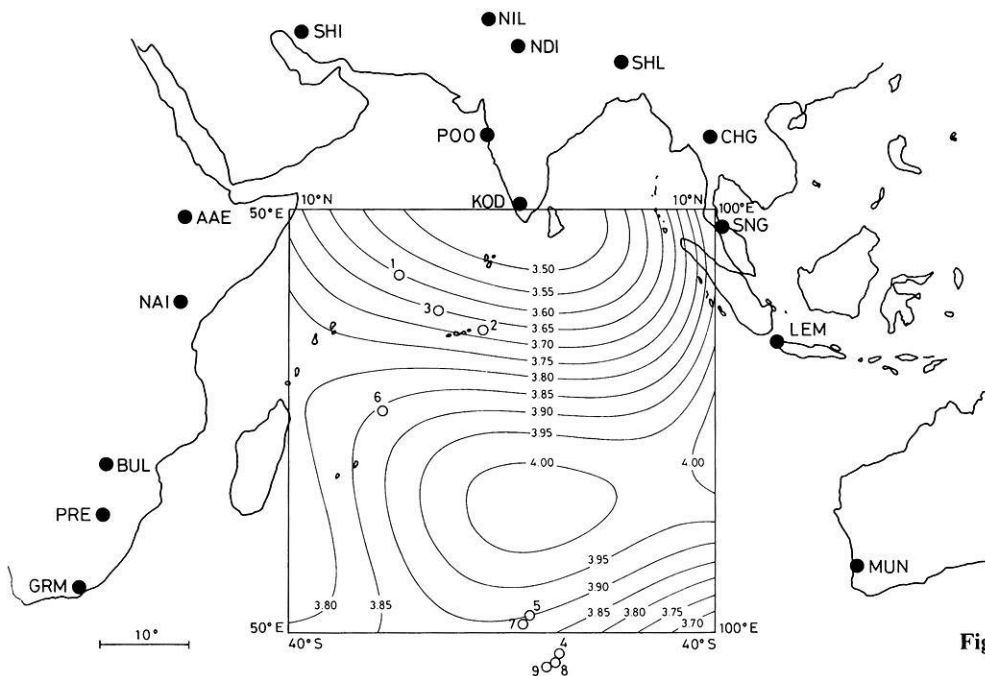 NIL
SHI
NDI
SHL
POO
CHG
KOD
10°N
10°N
50°E
100°E
SNG
AAE
3.50
1
3.55
NAI
3.60
3
3.65
2
3.70
LEM
3.75
3.80
3.85
6
3.90
3.95
BUL
4.00
4.00
PRE
3.95
MUN
GRM
3.90
3.80
3.85
5
3.85
3.80
3.75
7
3.70
50°E
100°E
10°
40°S
4
40°S
Fig
9
8